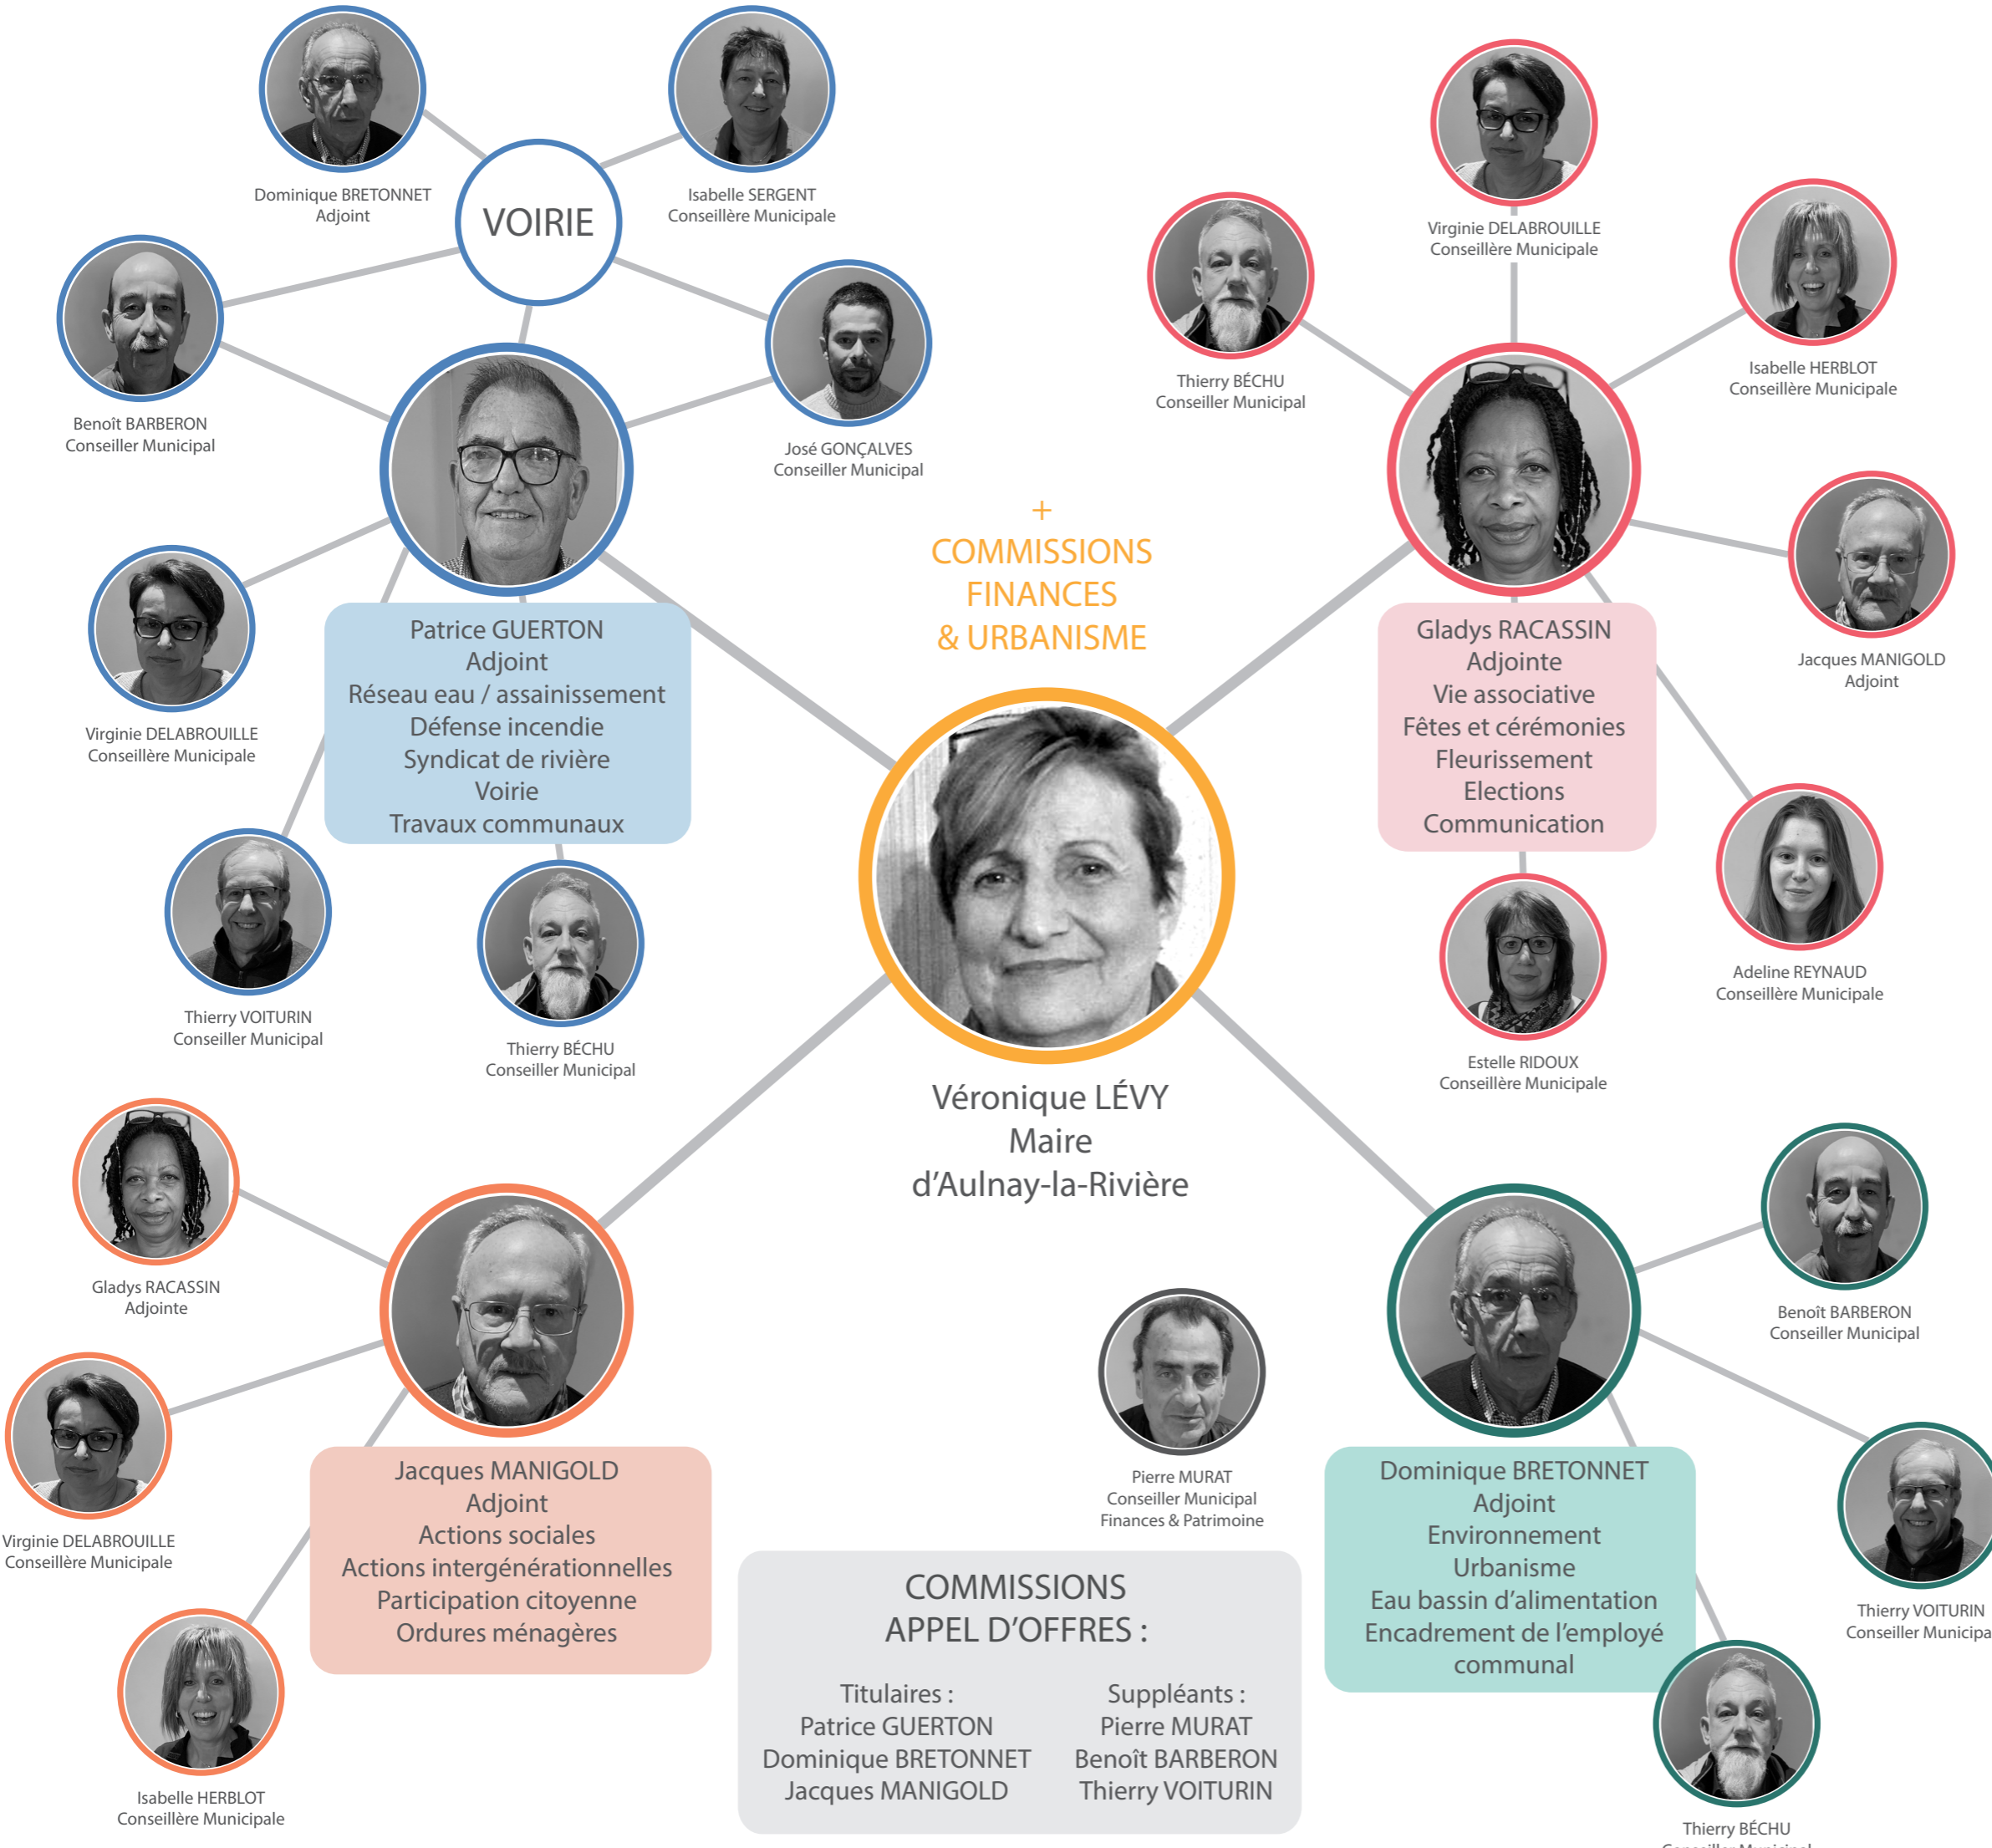 Dominique BRETONNET
Adjoint
VOIRIE
Isabelle SERGENT
Conseillère Municipale
Benoît BARBERON
Conseiller Municipal
José GONÇALVES
Conseiller Municipal
Virginie DELABROUILLE
Conseillère Municipale
Patrice GUERTON
Adjoint
Réseau eau / assainissement
Défense incendie
Syndicat de rivière
Voirie
Travaux communaux
Thierry VOITURIN
Conseiller Municipal
Thierry BÉCHU
Conseiller Municipal
+
COMMISSIONS
FINANCES
& URBANISME
Véronique LÉVY
Maire
d'Aulnay-la-Rivière
Virginie DELABROUILLE
Conseillère Municipale
Thierry BÉCHU
Conseiller Municipal
Isabelle HERBLOT
Conseillère Municipale
Gladys RACASSIN
Adjointe
Vie associative
Fêtes et cérémonies
Fleurissement
Elections
Communication
Jacques MANIGOLD
Adjoint
Adeline REYNAUD
Conseillère Municipale
Estelle RIDOUX
Conseillère Municipale
Gladys RACASSIN
Adjointe
Virginie DELABROUILLE
Conseillère Municipale
Jacques MANIGOLD
Adjoint
Actions sociales
Actions intergénérationnelles
Participation citoyenne
Ordures ménagères
Isabelle HERBLOT
Conseillère Municipale
Pierre MURAT
Conseiller Municipal
Finances & Patrimoine
COMMISSIONS
APPEL D'OFFRES :
Titulaires :
Patrice GUERTON
Dominique BRETONNET
Jacques MANIGOLD
Suppléants :
Pierre MURAT
Benoît BARBERON
Thierry VOITURIN
Benoît BARBERON
Conseiller Municipal
Dominique BRETONNET
Adjoint
Environnement
Urbanisme
Eau bassin d'alimentation
Encadrement de l'employé
communal
Thierry VOITURIN
Conseiller Municipa
Thierry BÉCHU